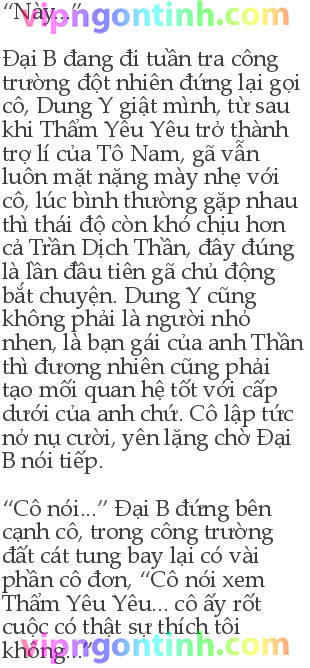 vipngontinh.com
“Này...”
Đại B đang đi tuần tra công
trường đột nhiên đứng lại gọi
cô, Dung Y giật mình, từ sau
khi Thẩm Yêu Yêu trở thành
trợ lí của Tô Nam, gã vẫn
luôn mặt nặng mày nhẹ với
cô, lúc bình thường gặp nhau
thì thái độ còn khó chịu hơn
cả Trần Dịch Thần, đây đúng
là lần đầu tiên gã chủ động
bắt chuyện. Dung Y cũng
không phải là người nhỏ
nhen, là bạn gái của anh Thần
thì đương nhiên cũng phải
tạo mối quan hệ tốt với cấp
dưới của anh chứ. Cô lập tức
nở nụ cười, yên lặng chờ Đại
B nói tiếp.
“Cô nói...” Đại B đứng bên
cạnh cô, trong công trường
đất cát tung bay lại có vài
phần cô đơn, “Cô nói xem
Thẩm Yêu Yêu... cô ấy rốt
cuộc có thật sự thích tôi
không...”
vipngontinh.com